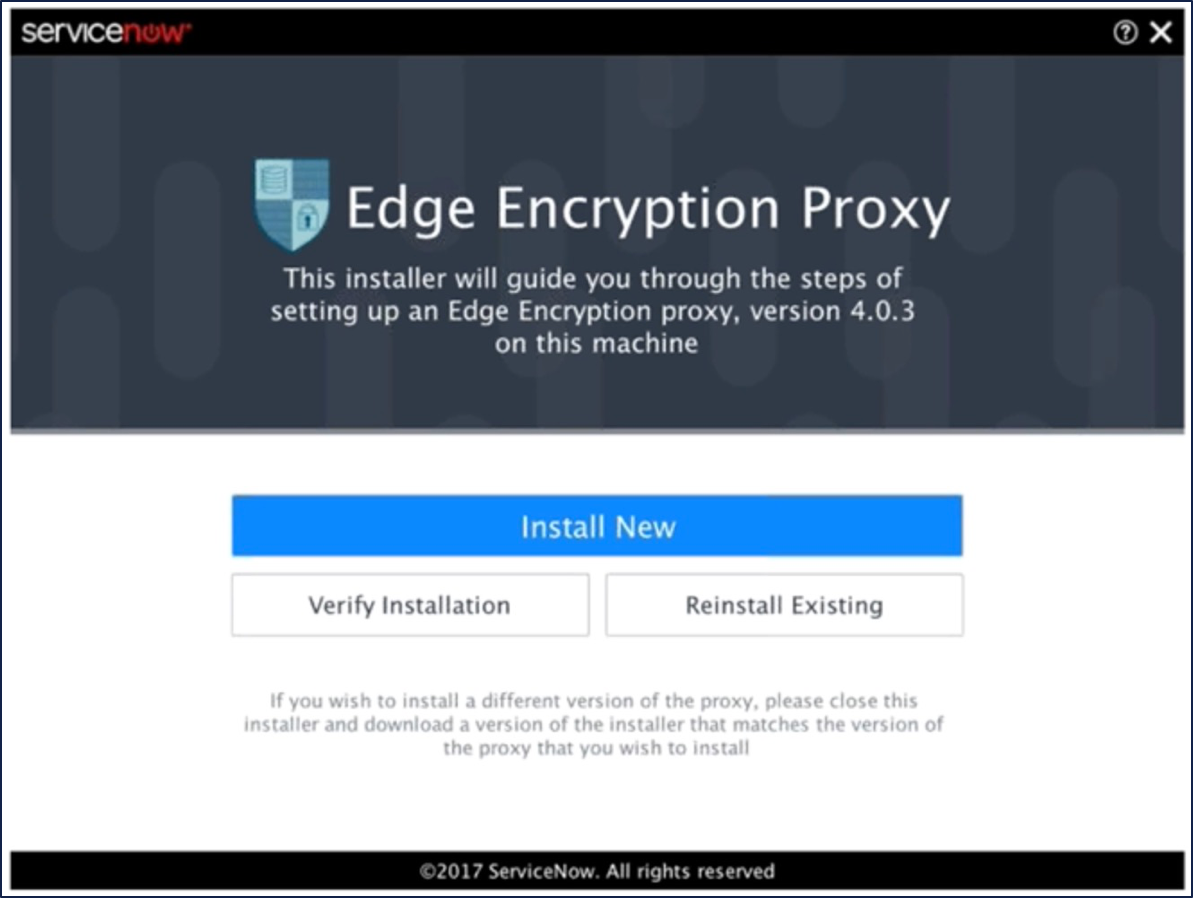 servicenow
Edge Encryption Proxy
This installer will guide you through the steps of
setting up an Edge Encryption proxy, version 4.0.3
on this machine
Install New
Verify Installation
Reinstall Existing
If you wish to install a different version of the proxy, please close this
installer and download a version of the installer that matches the version of
the proxy that you wish to install
©2017 ServiceNow. All rights reserved